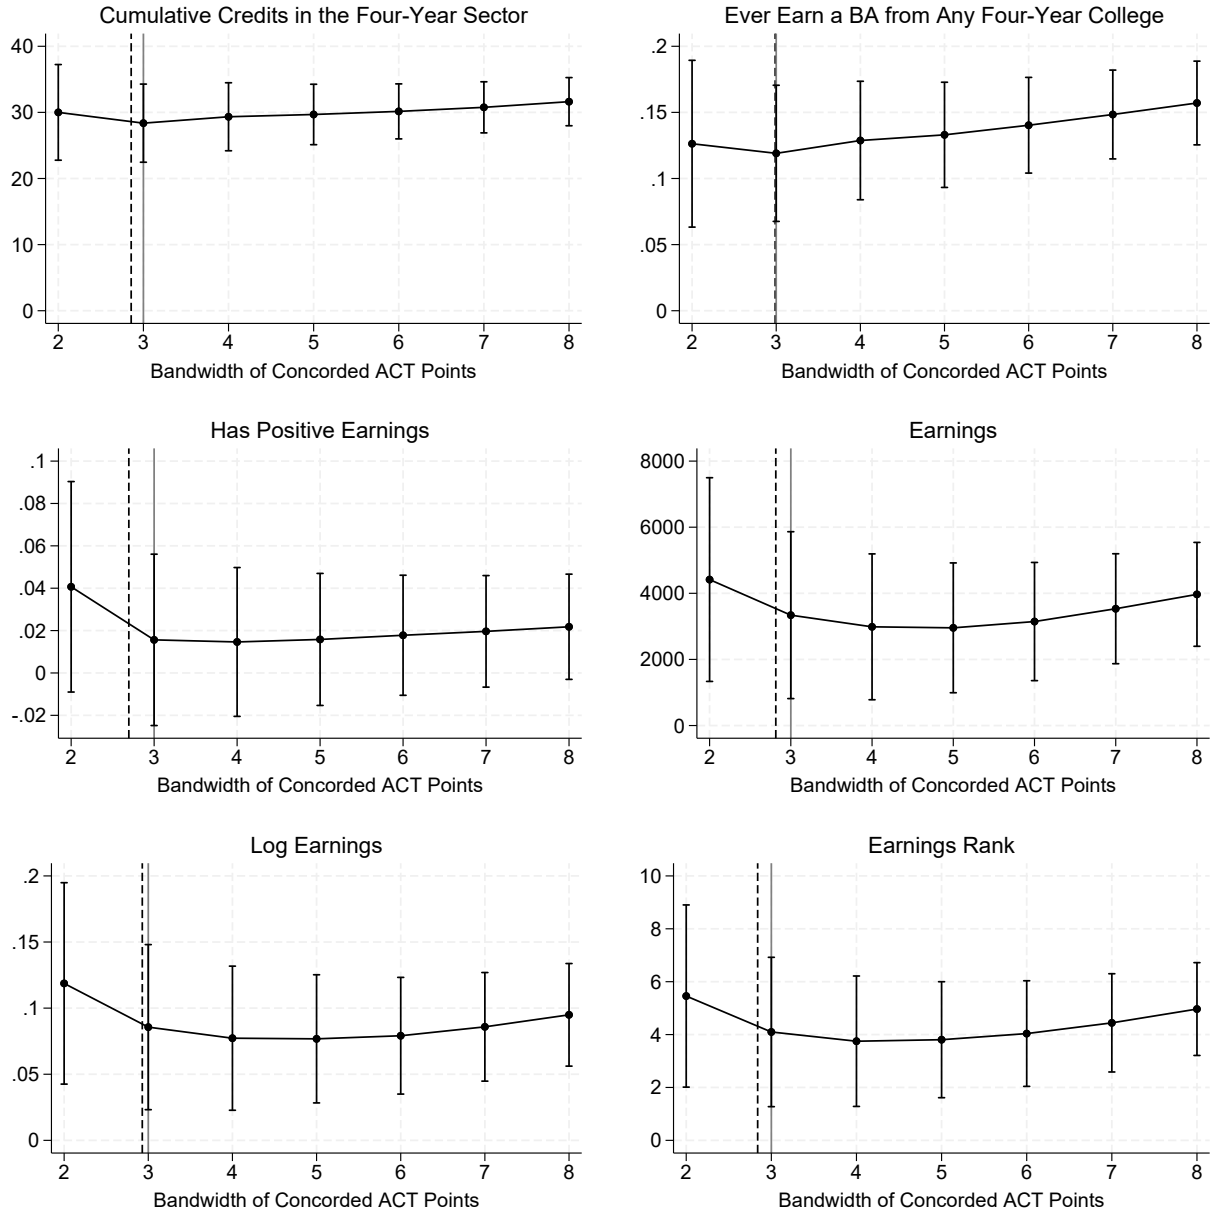 Cumulative Credits in the Four-Year Sector
40
30
20
10
0
2 3 4 5 6 7 8
Bandwidth of Concorded ACT Points
Ever Earn a BA from Any Four-Year College
.2
.15
.1
.05
0
2 3 4 5 6 7 8
Bandwidth of Concorded ACT Points
Has Positive Earnings
.1
.08
.06
.04
.02
0
-.02
2 3 4 5 6 7 8
Bandwidth of Concorded ACT Points
Earnings
8000
6000
4000
2000
0
2 3 4 5 6 7 8
Bandwidth of Concorded ACT Points
Log Earnings
.2
.15
.1
.05
0
2 3 4 5 6 7 8
Bandwidth of Concorded ACT Points
Earnings Rank
10
8
6
4
2
0
2 3 4 5 6 7 8
Bandwidth of Concorded ACT Points